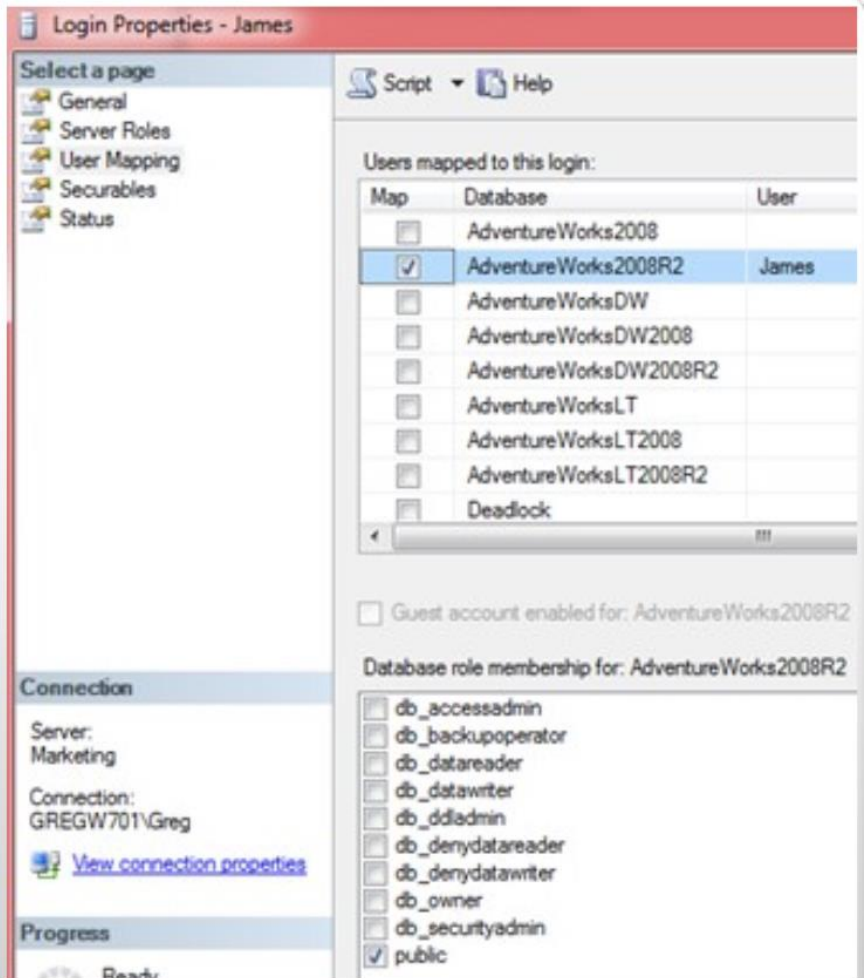 Login Properties - James
Select a page
General
Server Roles
User Mapping
Securables
Status
Script Help
Users mapped to this login:
Map Database User
AdventureWorks2008
AdventureWorks2008R2 James
AdventureWorksDW
AdventureWorksDW2008
AdventureWorksDW2008R2
AdventureWorksLT
AdventureWorksLT2008
AdventureWorksLT2008R2
Deadlock
Guest account enabled for: AdventureWorks2008R2
Database role membership for: AdventureWorks2008R2
db_accessadmin
db_backupoperator
db_datareader
db_datawriter
db_ddladmin
db_denydatareader
db_denydatawriter
db_owner
db_securityadmin
public
Connection
Server:
Marketing
Connection:
GREGW701\Greg
View connection properties
Progress
Ready